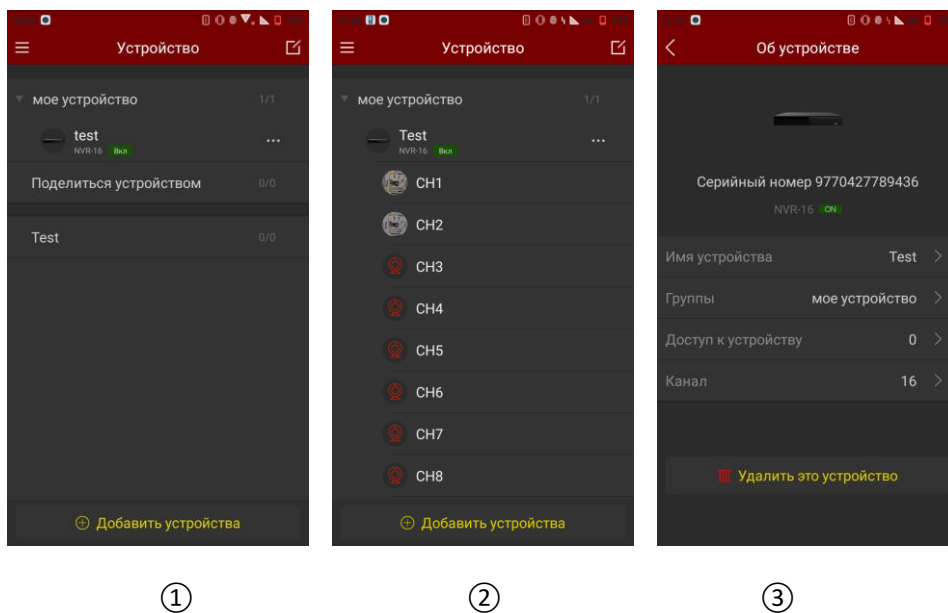 Устройство
мое устройство 1/1
test
NVR-16 Вкл
Поделиться устройством 0/0
Test 0/0
Добавить устройства
①
Устройство
мое устройство 1/1
Test
NVR-16 Вкл
CH1
CH2
CH3
CH4
CH5
CH6
CH7
CH8
Добавить устройства
②
Об устройстве
Серийный номер 9770427789436
NVR-16 ON
Имя устройства Test
Группы мое устройство
Доступ к устройству 0
Канал 16
Удалить это устройство
③